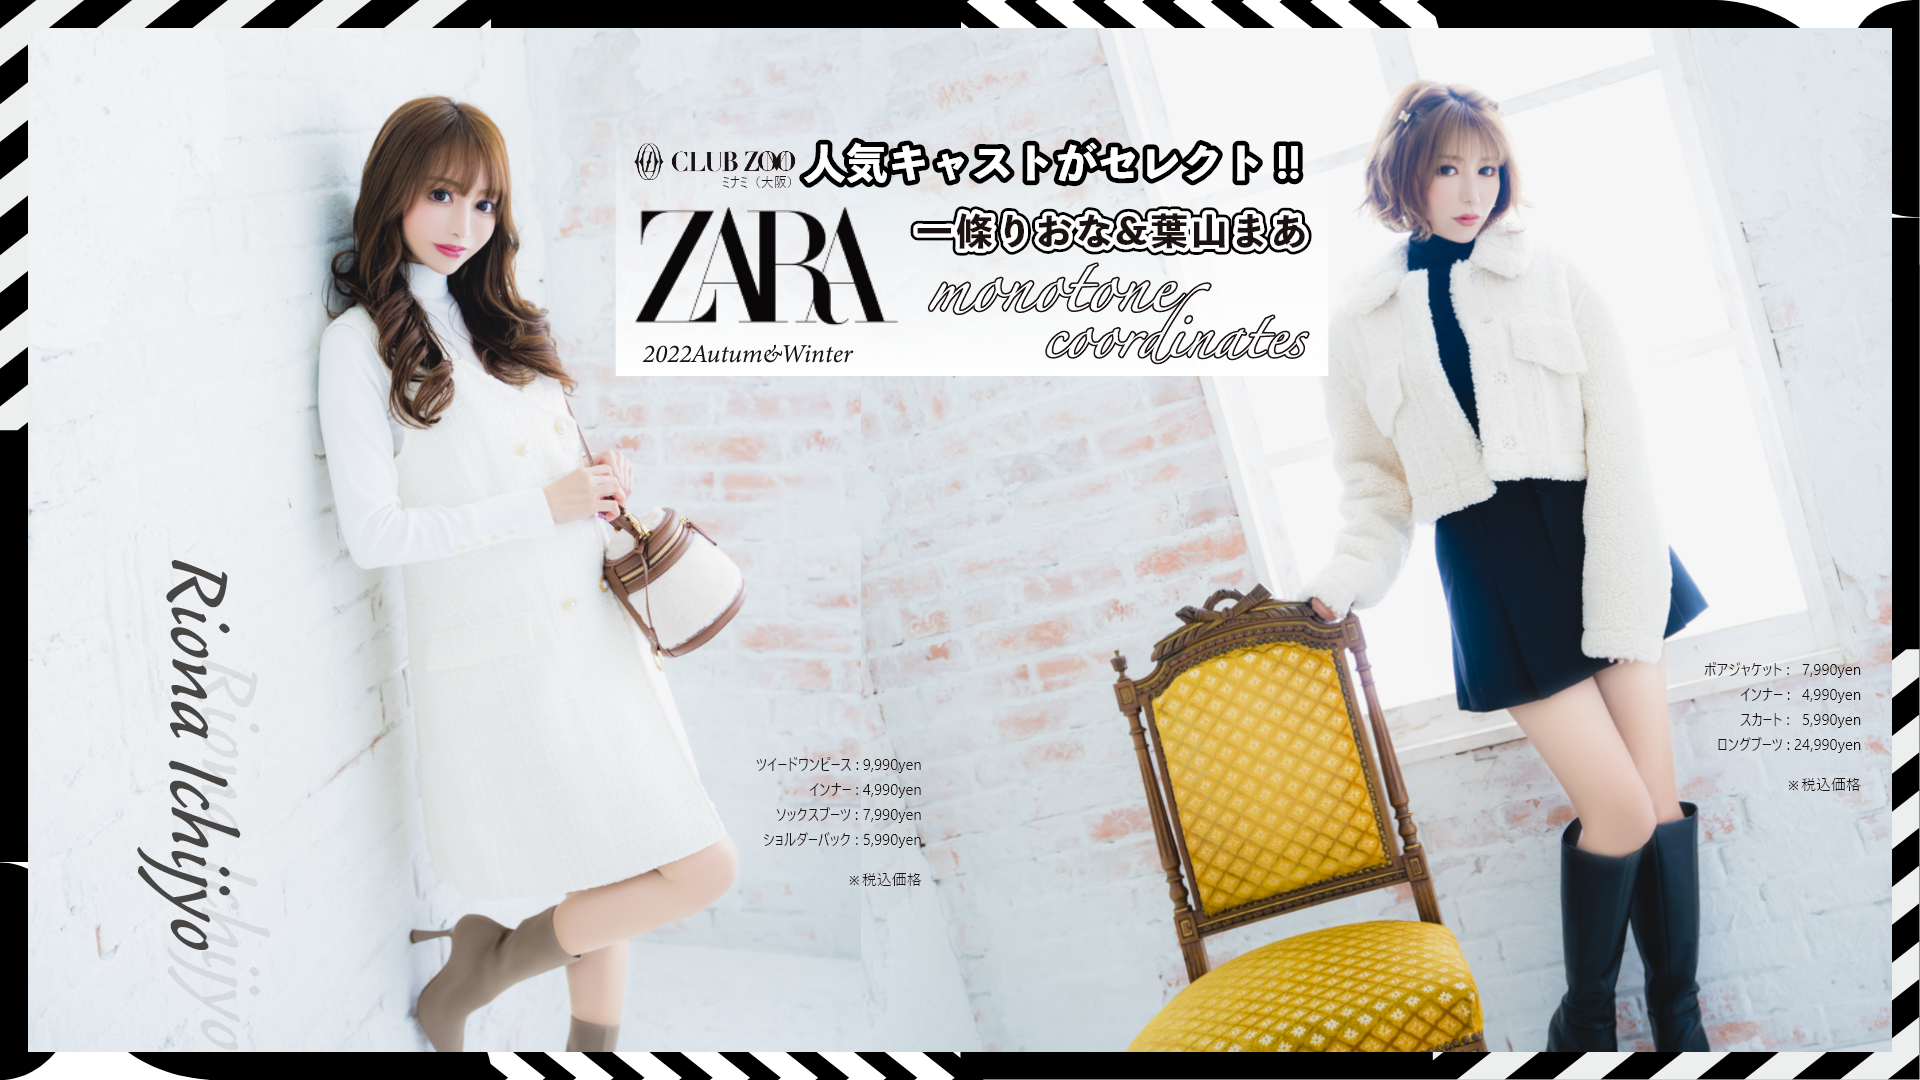 CLUB ZOO
ミナミ（大阪）
人気キャストがセレクト!!
ZARA
一條りおな&葉山まあ
monotone
coordinates
2022Autum&Winter
Riona Ichijyo
Riona Ichijyo
ツイードワンピース : 9,990yen
インナー : 4,990yen
ソックスブーツ : 7,990yen
ショルダーバック : 5,990yen
※税込価格
ボアジャケット : 7,990yen
インナー : 4,990yen
スカート : 5,990yen
ロングブーツ : 24,990yen
※税込価格